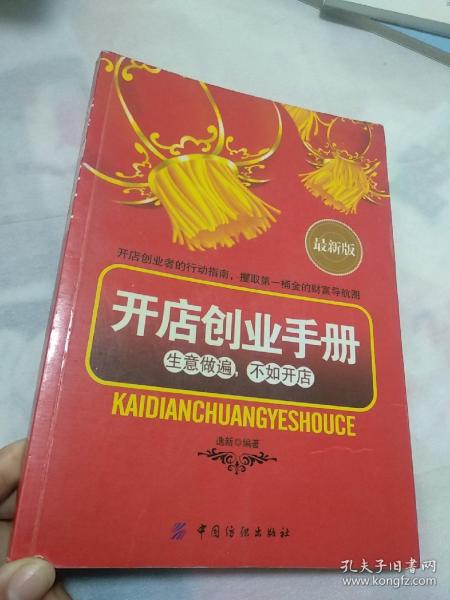 最新版
开店创业者的行动指南，攫取第一桶金的财富导航图
开店创业手册
生意做遍，不如开店
KAIDIANCHUANGYESHOUCE
逸新◎编著
中国纺织出版社
孔夫子旧书网
www.kongfz.com